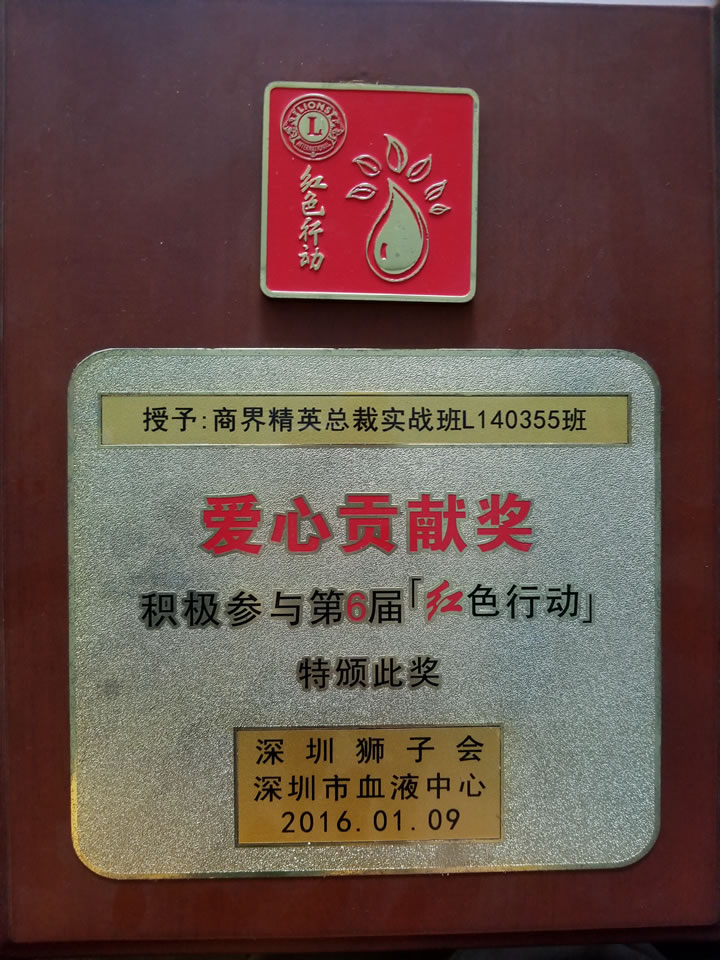 LIONS
L
INTERNATIONAL
红色行动
授予:商界精英总裁实战班L140355班
爱心贡献奖
积极参与第6届「红色行动」
特颁此奖
深圳狮子会
深圳市血液中心
2016.01.09